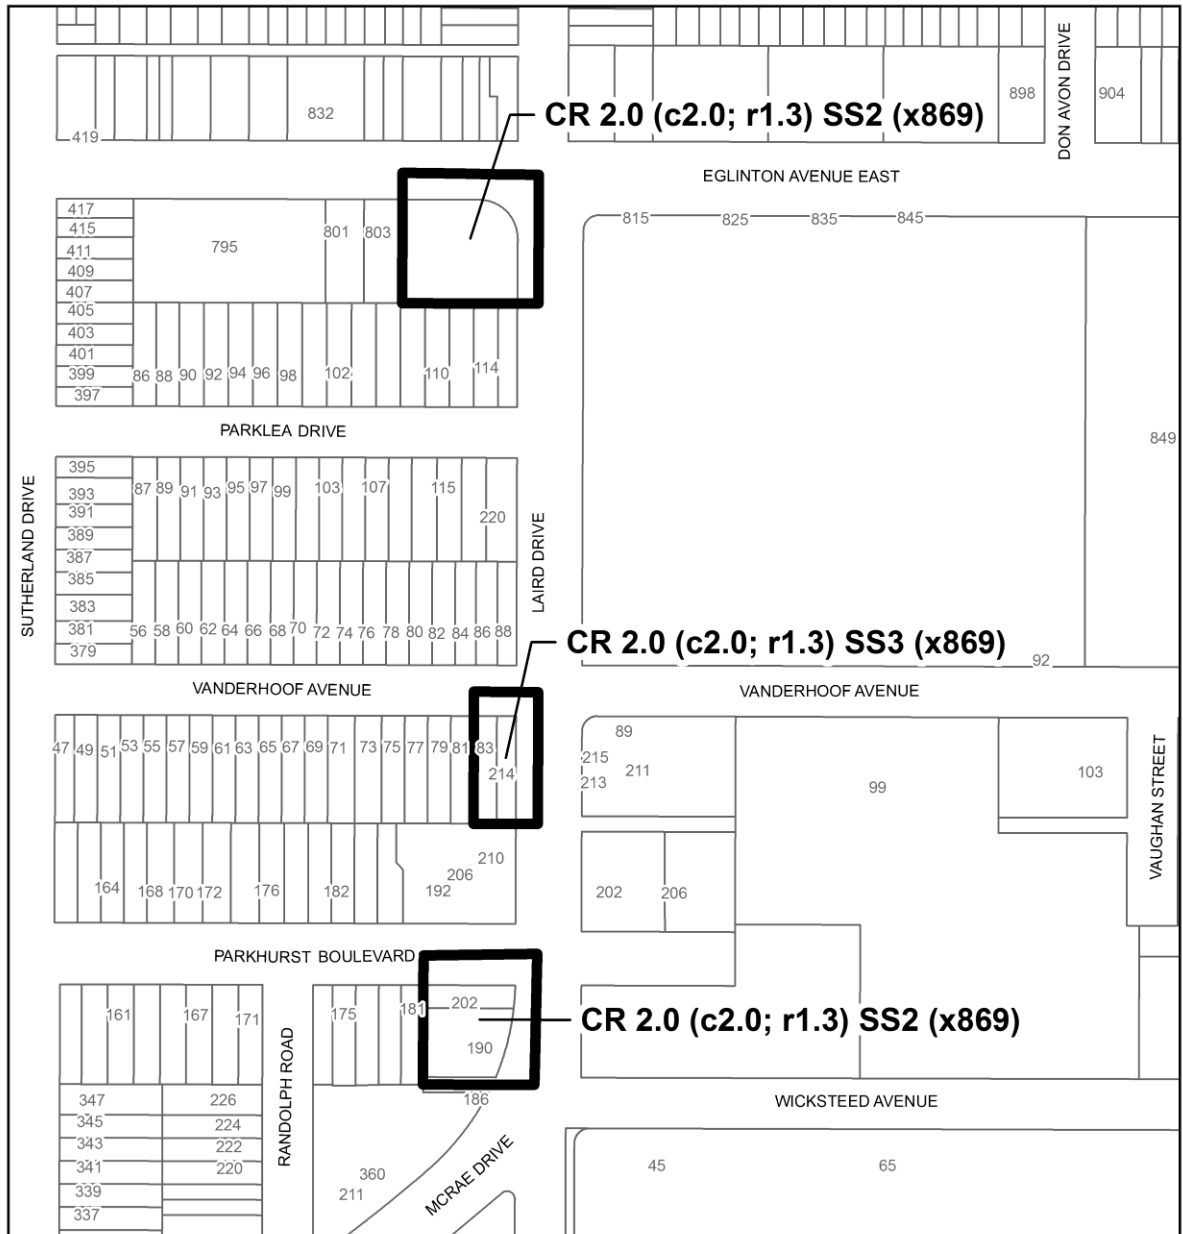 DON AVON DRIVE
832
898
904
419
CR 2.0 (c2.0; r1.3) SS2 (x869)
EGLINTON AVENUE EAST
417
415
411
409
407
405
403
401
399
397
795
801
803
815
825
835
845
849
86 88 90 92 94 96 98 102 110 114
PARKLEA DRIVE
SUTHERLAND DRIVE
LAIRD DRIVE
395
393
391
389
387
385
383
381
379
87 89 91 93 95 97 99 103 107 115
220
56 58 60 62 64 66 68 70 72 74 76 78 80 82 84 86 88
CR 2.0 (c2.0; r1.3) SS3 (x869)
92
VANDERHOOF AVENUE
VANDERHOOF AVENUE
47 49 51 53 55 57 59 61 63 65 67 69 71 73 75 77 79 81 83
214
89
215
211
213
99
103
VAUGHAN STREET
164 168 170 172 176 182 192 206 210
202
206
PARKHURST BOULEVARD
161 167 171
175 181 202
190
CR 2.0 (c2.0; r1.3) SS2 (x869)
RANDOLPH ROAD
186
WICKSTEED AVENUE
347
345
343
341
339
337
226
224
222
220
360
211
MCRAE DRIVE
45
65